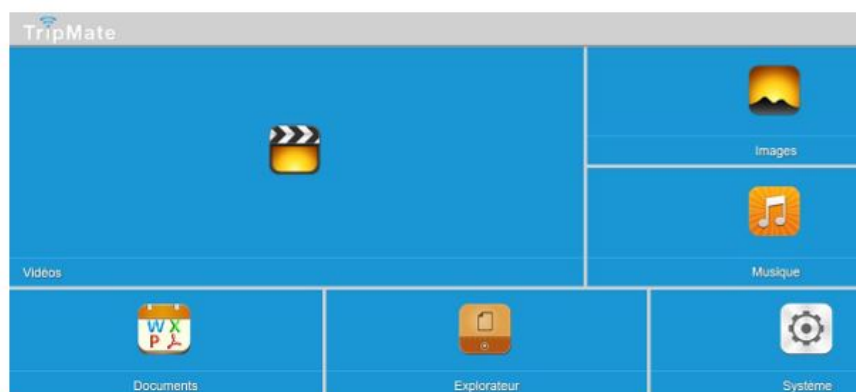 TripMate
Images
Vidéos
Musique
W X
P
Documents
Explorateur
Système